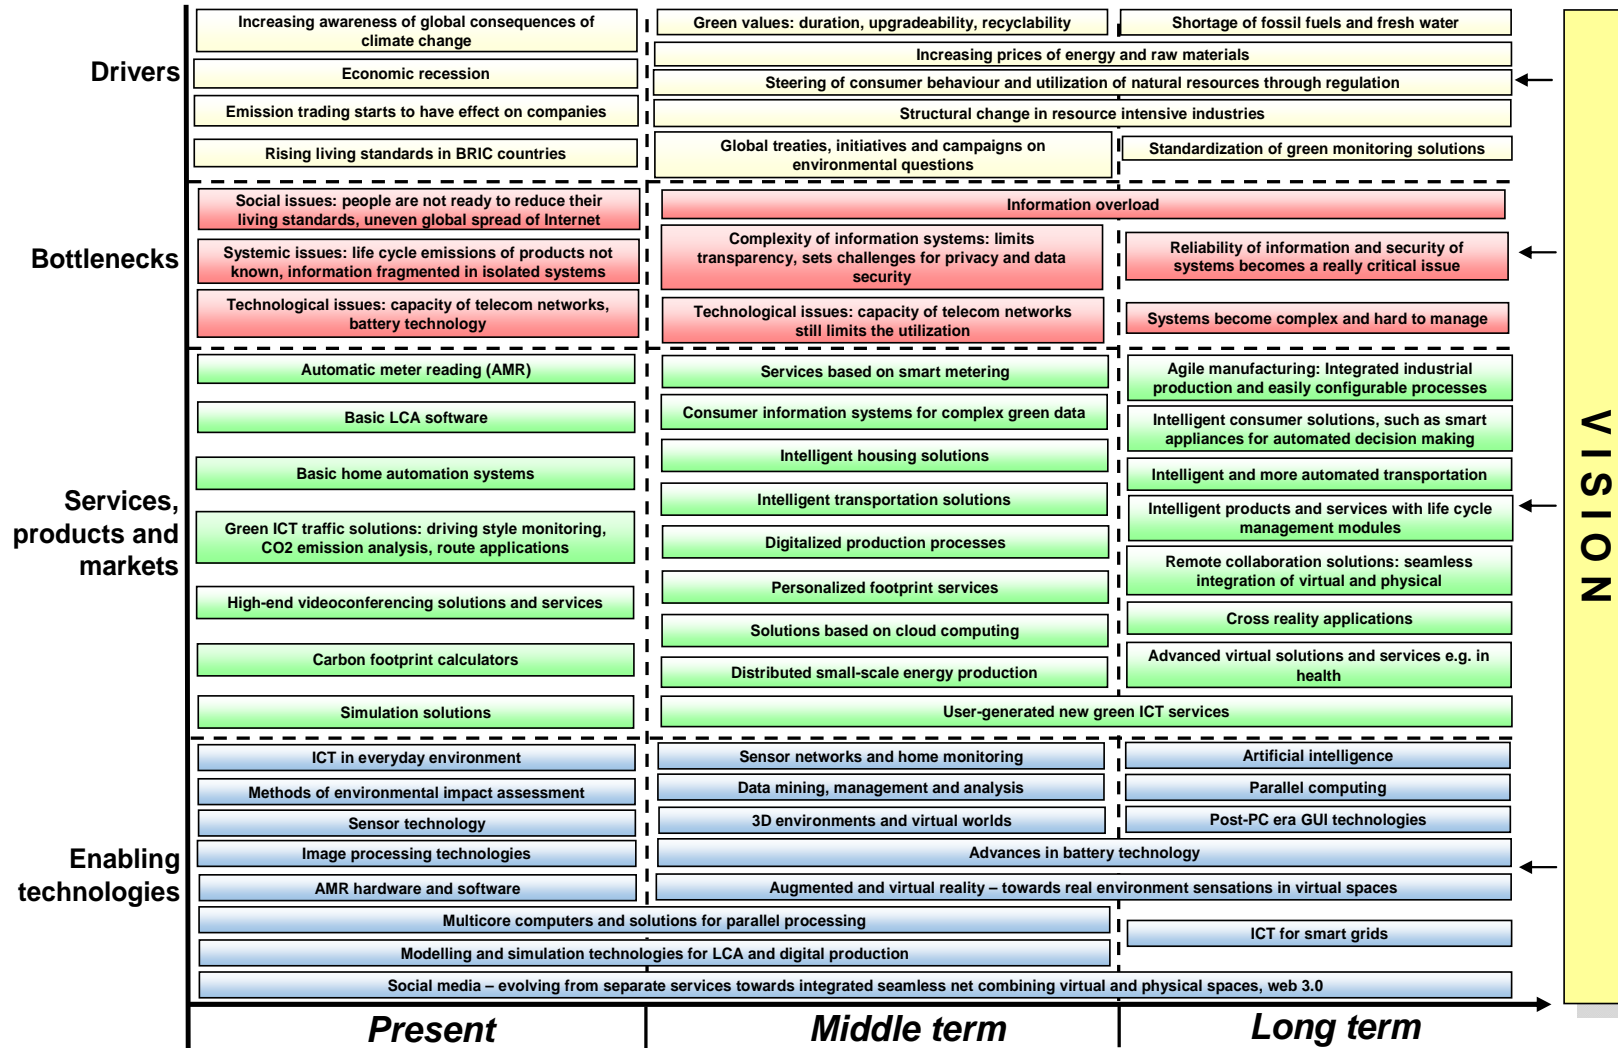 Drivers
Increasing awareness of global consequences of
climate change
Economic recession
Emission trading starts to have effect on companies
Rising living standards in BRIC countries
Green values: duration, upgradeability, recyclability
Shortage of fossil fuels and fresh water
Increasing prices of energy and raw materials
Steering of consumer behaviour and utilization of natural resources through regulation
Structural change in resource intensive industries
Global treaties, initiatives and campaigns on
environmental questions
Standardization of green monitoring solutions
Bottlenecks
Social issues: people are not ready to reduce their
living standards, uneven global spread of Internet
Systemic issues: life cycle emissions of products not
known, information fragmented in isolated systems
Technological issues: capacity of telecom networks,
battery technology
Information overload
Complexity of information systems: limits
transparency, sets challenges for privacy and data
security
Technological issues: capacity of telecom networks
still limits the utilization
Reliability of information and security of
systems becomes a really critical issue
Systems become complex and hard to manage
Services,
products and
markets
Automatic meter reading (AMR)
Basic LCA software
Basic home automation systems
Green ICT traffic solutions: driving style monitoring,
CO2 emission analysis, route applications
High-end videoconferencing solutions and services
Carbon footprint calculators
Simulation solutions
Services based on smart metering
Consumer information systems for complex green data
Intelligent housing solutions
Intelligent transportation solutions
Digitalized production processes
Personalized footprint services
Solutions based on cloud computing
Distributed small-scale energy production
User-generated new green ICT services
Agile manufacturing: Integrated industrial
production and easily configurable processes
Intelligent consumer solutions, such as smart
appliances for automated decision making
Intelligent and more automated transportation
Intelligent products and services with life cycle
management modules
Remote collaboration solutions: seamless
integration of virtual and physical
Cross reality applications
Advanced virtual solutions and services e.g. in
health
Enabling
technologies
ICT in everyday environment
Methods of environmental impact assessment
Sensor technology
Image processing technologies
AMR hardware and software
Sensor networks and home monitoring
Data mining, management and analysis
3D environments and virtual worlds
Artificial intelligence
Parallel computing
Post-PC era GUI technologies
Advances in battery technology
Augmented and virtual reality – towards real environment sensations in virtual spaces
Multicore computers and solutions for parallel processing
Modelling and simulation technologies for LCA and digital production
ICT for smart grids
Social media – evolving from separate services towards integrated seamless net combining virtual and physical spaces, web 3.0
Present
Middle term
Long term
VISION